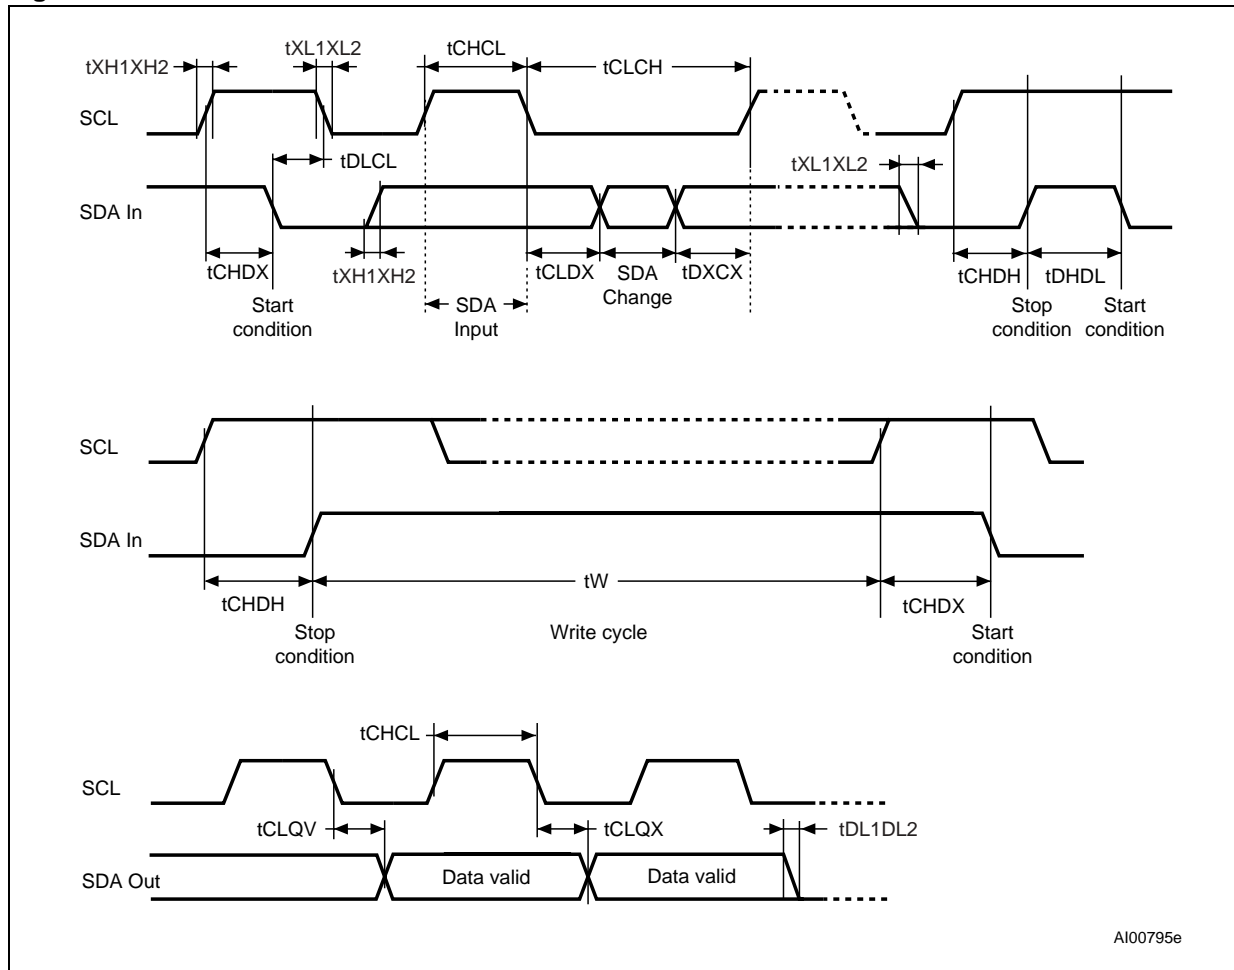 tXL1XL2
tCHCL
tXH1XH2
tCLCH
SCL
tDLCL
tXL1XL2
SDA In
tCHDX
tXH1XH2
tCLDX
SDA
Change
tDXCX
tCHDH
tDHDL
Start
condition
SDA
Input
Stop
condition
Start
condition
SCL
SDA In
tW
tCHDH
tCHDX
Stop
condition
Write cycle
Start
condition
tCHCL
SCL
tCLQV
tCLQX
tDL1DL2
SDA Out
Data valid
Data valid
AI00795e